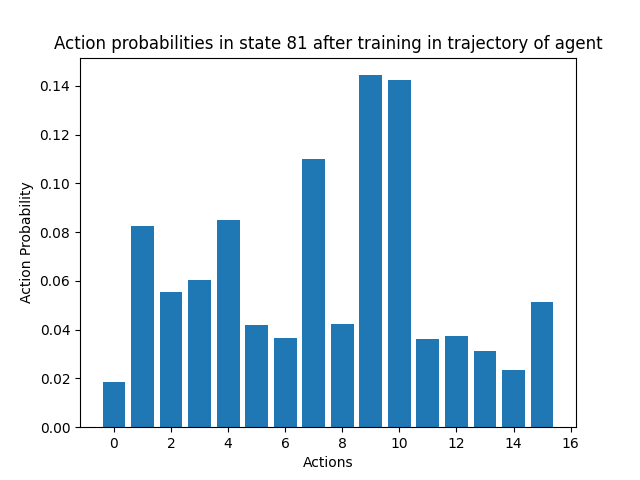 Action probabilities in state 81 after training in trajectory of agent
0.14
0.12
0.10
0.08
0.06
0.04
0.02
0.00
Action Probability
0 2 4 6 8 10 12 14 16
Actions